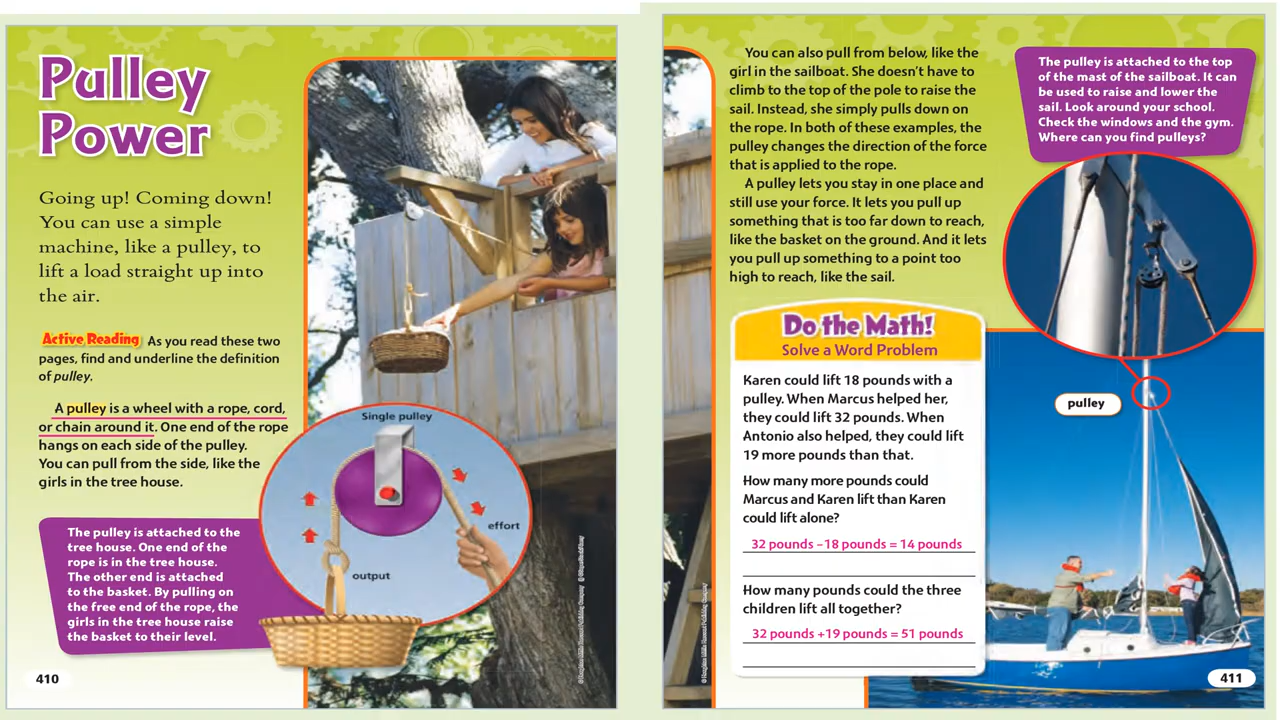 Pulley
Power
Going up! Coming down!
You can use a simple
machine, like a pulley, to
lift a load straight up into
the air.
Active Reading As you read these two
pages, find and underline the definition
of pulley.
A pulley is a wheel with a rope, cord,
or chain around it. One end of the rope
hangs on each side of the pulley.
You can pull from the side, like the
girls in the tree house.
The pulley is attached to the
tree house. One end of the
rope is in the tree house.
The other end is attached
to the basket. By pulling on
the free end of the rope, the
girls in the tree house raise
the basket to their level.
Single pulley
effort
output
410
You can also pull from below, like the
girl in the sailboat. She doesn't have to
climb to the top of the pole to raise the
sail. Instead, she simply pulls down on
the rope. In both of these examples, the
pulley changes the direction of the force
that is applied to the rope.
A pulley lets you stay in one place and
still use your force. It lets you pull up
something that is too far down to reach,
like the basket on the ground. And it lets
you pull up something to a point too
high to reach, like the sail.
The pulley is attached to the top
of the mast of the sailboat. It can
be used to raise and lower the
sail. Look around your school.
Check the windows and the gym.
Where can you find pulleys?
pulley
Do the Math!
Solve a Word Problem
Karen could lift 18 pounds with a
pulley. When Marcus helped her,
they could lift 32 pounds. When
Antonio also helped, they could lift
19 more pounds than that.
How many more pounds could
Marcus and Karen lift than Karen
could lift alone?
32 pounds –18 pounds = 14 pounds
How many pounds could the three
children lift all together?
32 pounds +19 pounds = 51 pounds
411